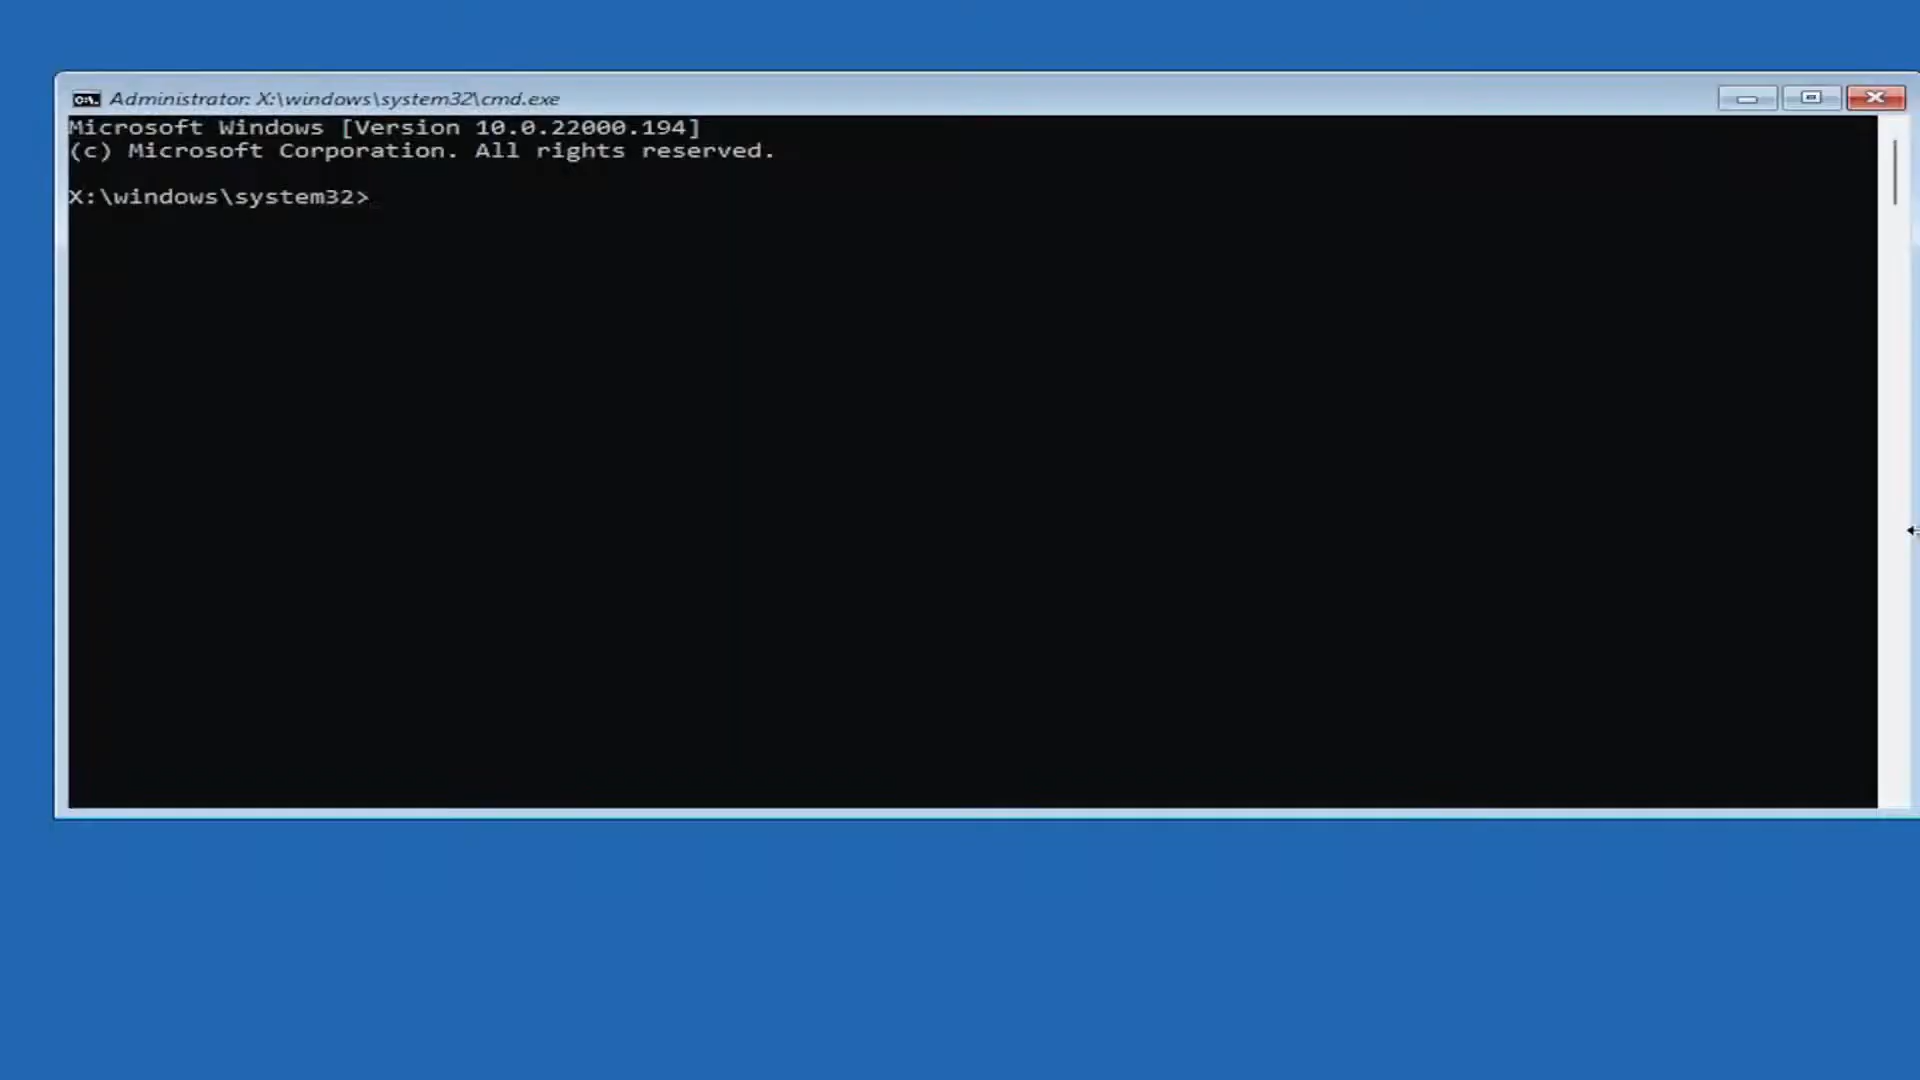 Administrator: X:\windows\system32\cmd.exe
Microsoft Windows [Version 10.0.22000.194]
(c) Microsoft Corporation. All rights reserved.
X:\windows\system32>